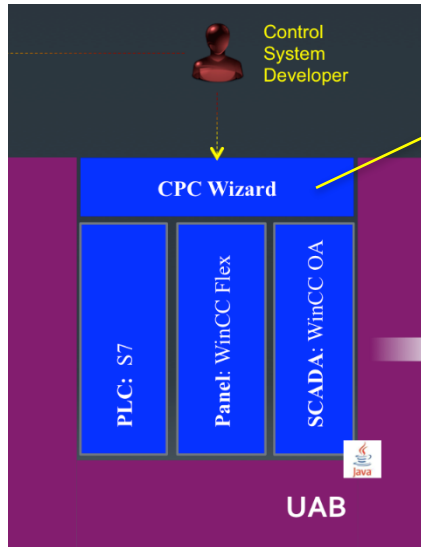 Control
System
Developer
CPC Wizard
PLC: S7
Panel: WinCC Flex
SCADA: WinCC OA
Java
UAB